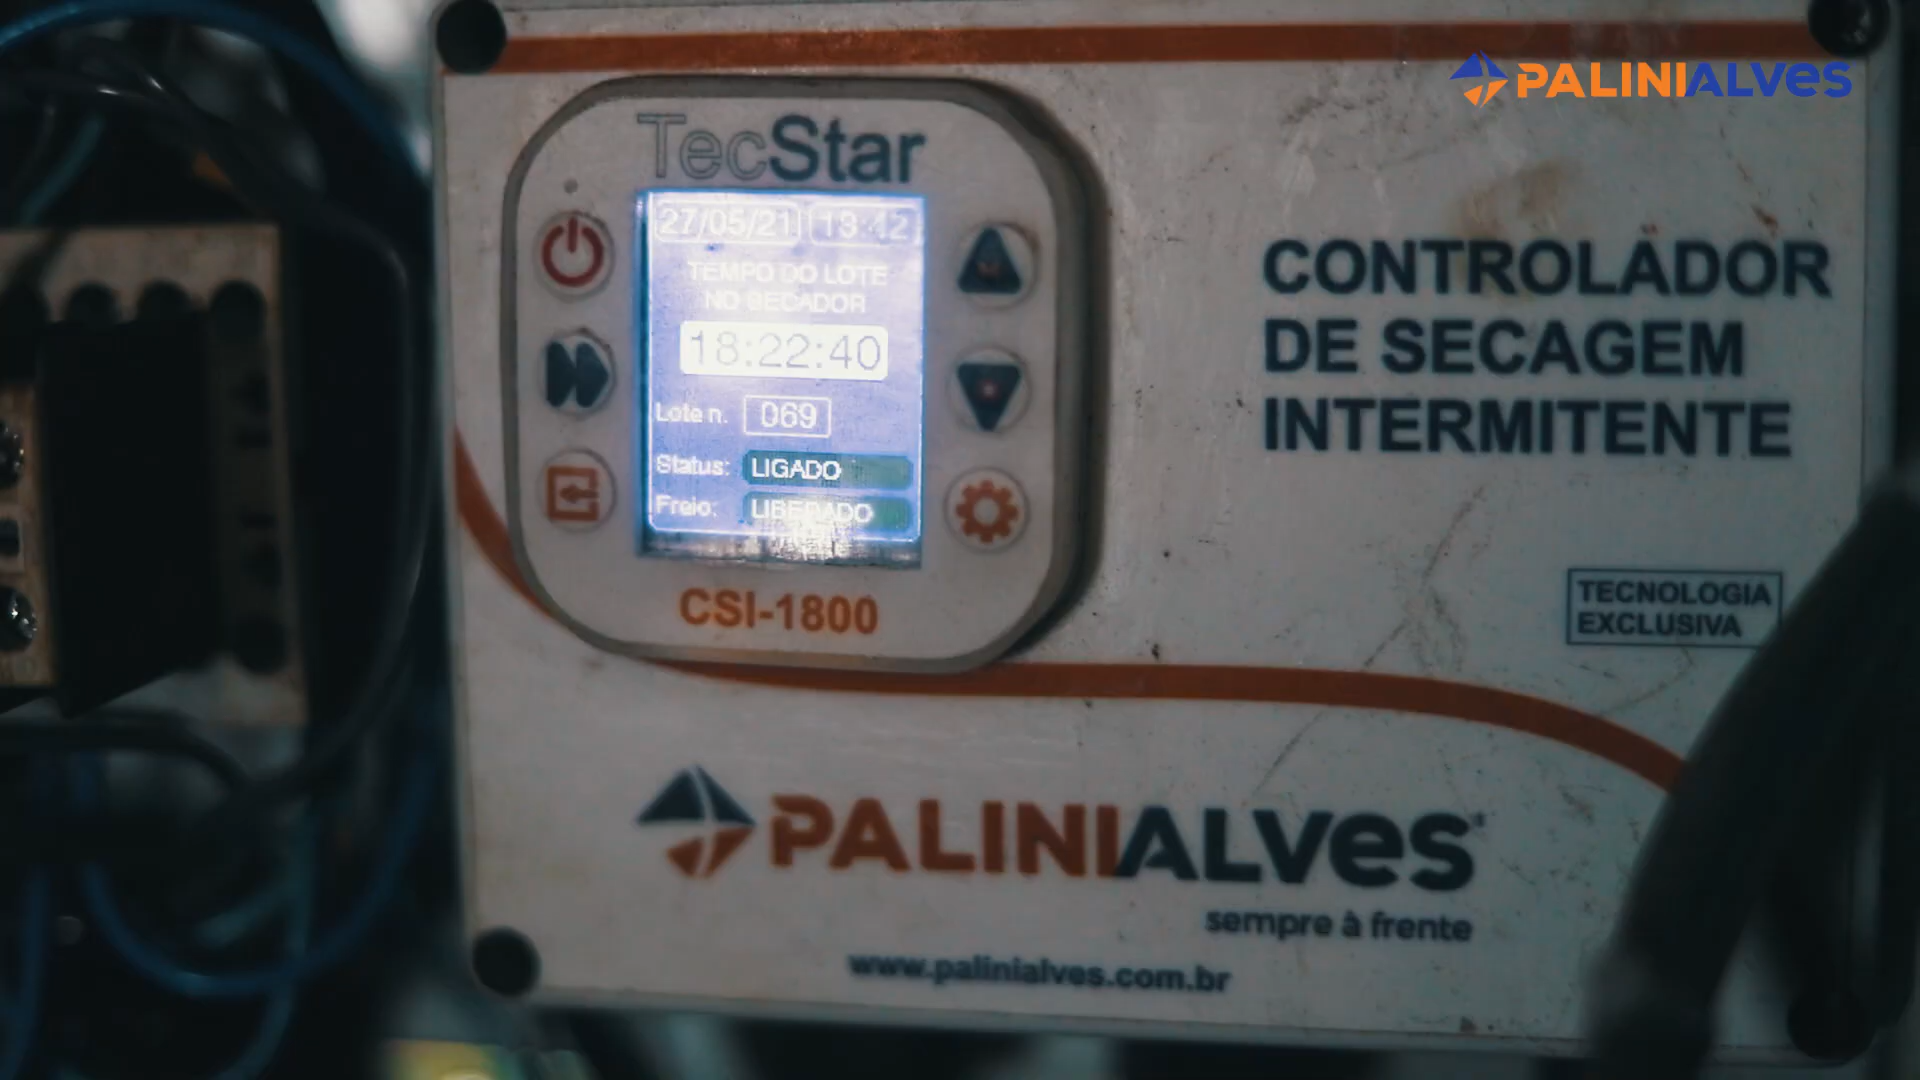 PALINIALVES
TecStar
27/05/21 13:42
TEMPO DO LOTE
NO SECADOR
18:22:40
Lote n. 069
Status: LIGADO
Freio: LIBERADO
CSI-1800
CONTROLADOR
DE SECAGEM
INTERMITENTE
TECNOLOGIA
EXCLUSIVA
PALINIALVES
sempre à frente
www.palinialves.com.br